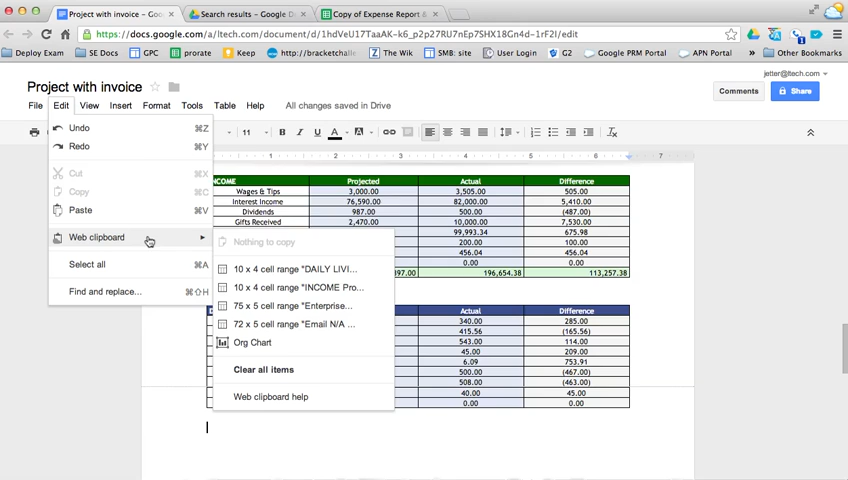 Project with invoice – Goo
Search results – Google D
Copy of Expense Report &
https://docs.google.com/a/ltech.com/document/d/1hdVeU17TaaAK-k6_p2p27RU7nEp7SHX18Gn4d-1rF2I/edit
Deploy Exam
SE Docs
GPC
prorate
Keep
http://bracketchall
The Wiki
SMB: site
User Login
G2
Google PRM Portal
APN Portal
»
Other Bookmarks
jetter@ltech.com
Project with invoice
Comments
Share
File Edit View Insert Format Tools Table Help All changes saved in Drive
11 B I U A A
Undo ⌘Z
Redo ⌘Y
Cut ⌘X
Copy ⌘C
Paste ⌘V
Web clipboard
Select all ⌘A
Find and replace... ⌘⇧H
Nothing to copy
10 x 4 cell range "DAILY LIVI...
10 x 4 cell range "INCOME Pro...
75 x 5 cell range "Enterprise...
72 x 5 cell range "Email N/A ...
Org Chart
Clear all items
Web clipboard help
1 2 3 4 5 6 7
NCOME Projected Actual Difference
Wages & Tips 3,000.00 3,505.00 505.00
Interest Income 76,590.00 82,000.00 5,410.00
Dividends 987.00 500.00 (487.00)
Gifts Received 2,470.00 10,000.00 7,530.00
99,993.34 675.98
200.00 100.00
456.04 456.04
0.00 0.00
397.00 196,654.38 113,257.38
D Actual Difference
340.00 285.00
415.56 (165.56)
543.00 114.00
45.00 209.00
6.09 753.91
500.00 (467.00)
508.00 (463.00)
40.00 45.00
0.00 0.00